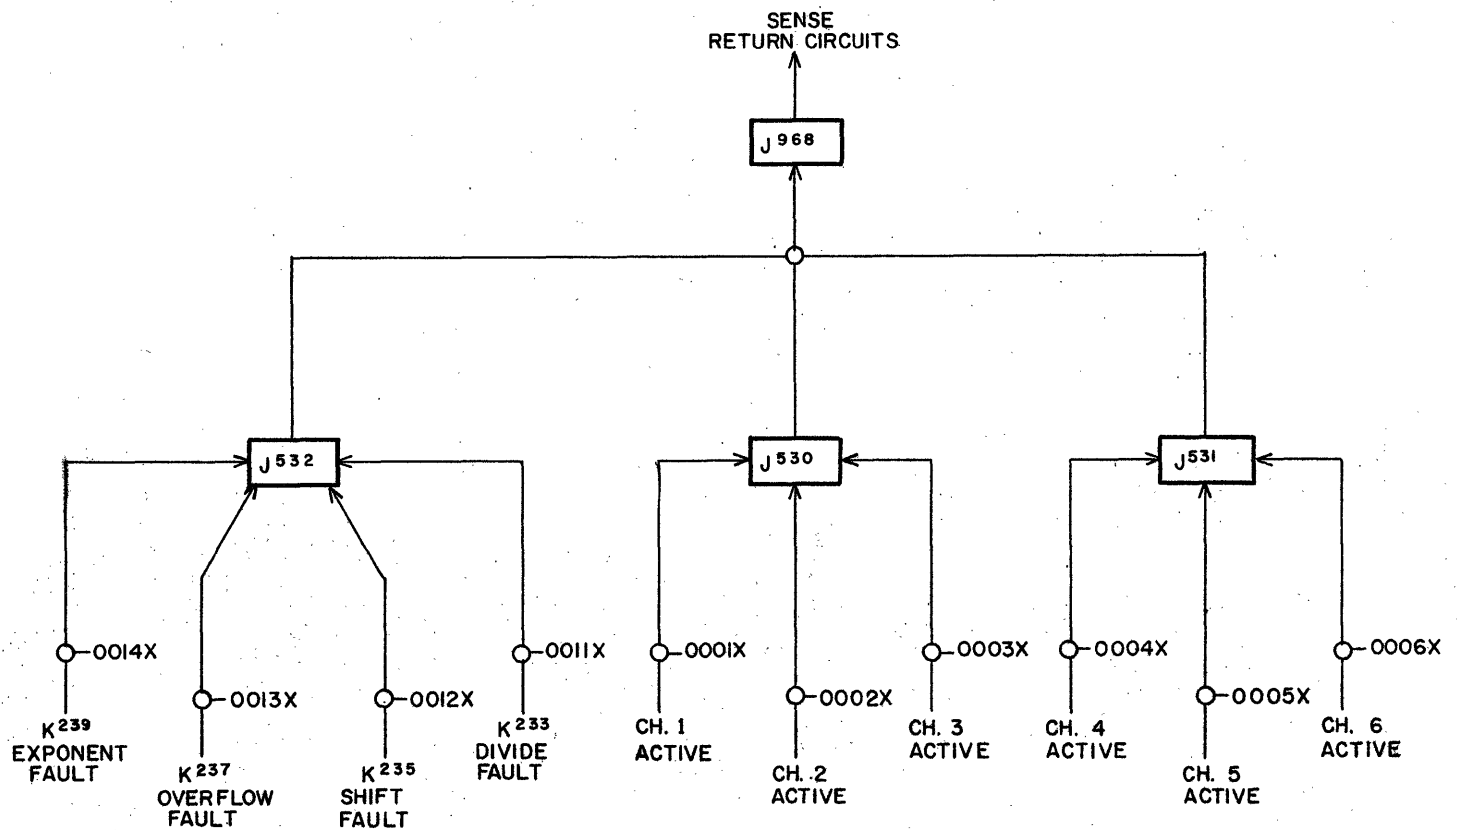 SENSE
RETURN CIRCUITS
J968
J532
J530
J531
0014X
0013X
0012X
0011X
0001X
0002X
0003X
0004X
0005X
0006X
K239
EXPONENT
FAULT
K237
OVERFLOW
FAULT
K235
SHIFT
FAULT
K233
DIVIDE
FAULT
CH. 1
ACTIVE
CH. 2
ACTIVE
CH. 3
ACTIVE
CH. 4
ACTIVE
CH. 5
ACTIVE
CH. 6
ACTIVE